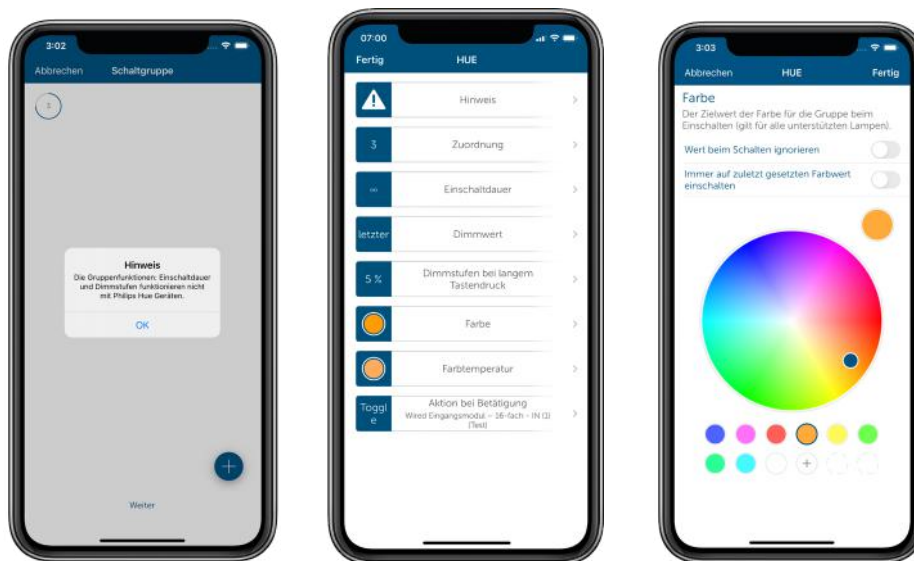 3:02
Abbrechen Schaltgruppe
3
Hinweis
Die Gruppenfunktionen: Einschaltdauer
und Dimmstufen funktionieren nicht
mit Philips Hue Geräten.
OK
+
Weiter
07:00
Fertig HUE
Hinweis
3 Zuordnung
∞ Einschaltdauer
letzter Dimmwert
5 % Dimmstufen bei langem
Tastendruck
Farbe
Farbtemperatur
Toggl
e
Aktion bei Betätigung
Wired Eingangsmodul – 16-fach - IN (1)
(Test)
3:03
Abbrechen HUE Fertig
Farbe
Der Zielwert der Farbe für die Gruppe beim
Einschalten (gilt für alle unterstützten Lampen).
Wert beim Schalten ignorieren
Immer auf zuletzt gesetzten Farbwert
einschalten
+